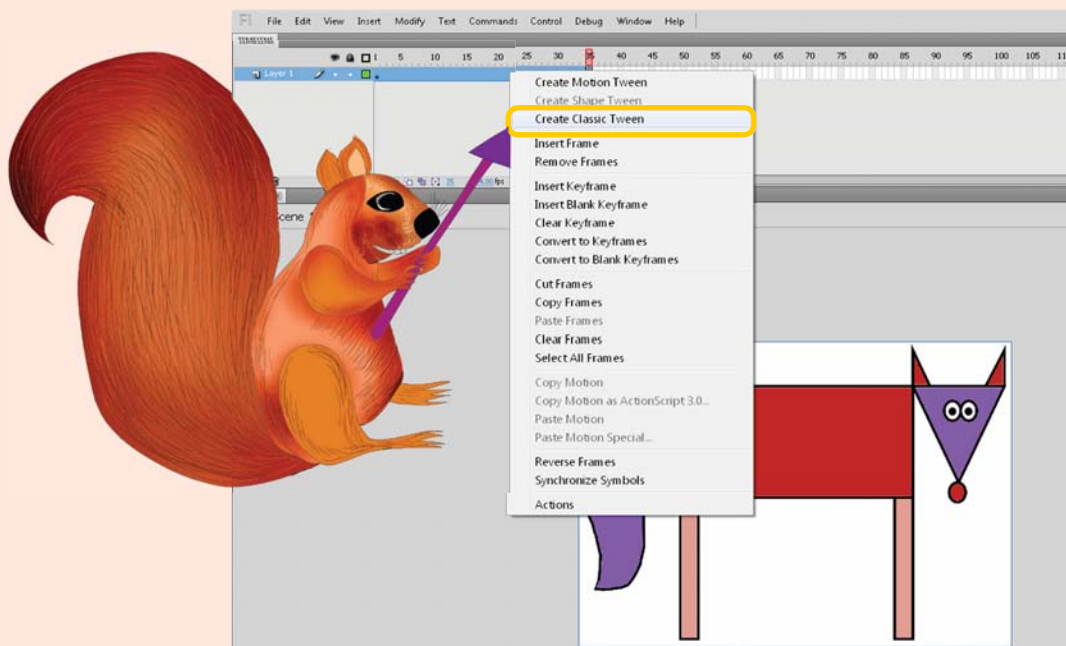 FL File Edit View Insert Modify Text Commands Control Debug Window Help
1 5 10 15 20 25 30 35 40 45 50 55 60 65 70 75 80 85 90 95 100 105 11
Layer 1
fps
cene
Create Motion Tween
Create Shape Tween
Create Classic Tween
Insert Frame
Remove Frames
Insert Keyframe
Insert Blank Keyframe
Clear Keyframe
Convert to Keyframes
Convert to Blank Keyframes
Cut Frames
Copy Frames
Paste Frames
Clear Frames
Select All Frames
Copy Motion
Copy Motion as ActionScript 3.0...
Paste Motion
Paste Motion Special...
Reverse Frames
Synchronize Symbols
Actions